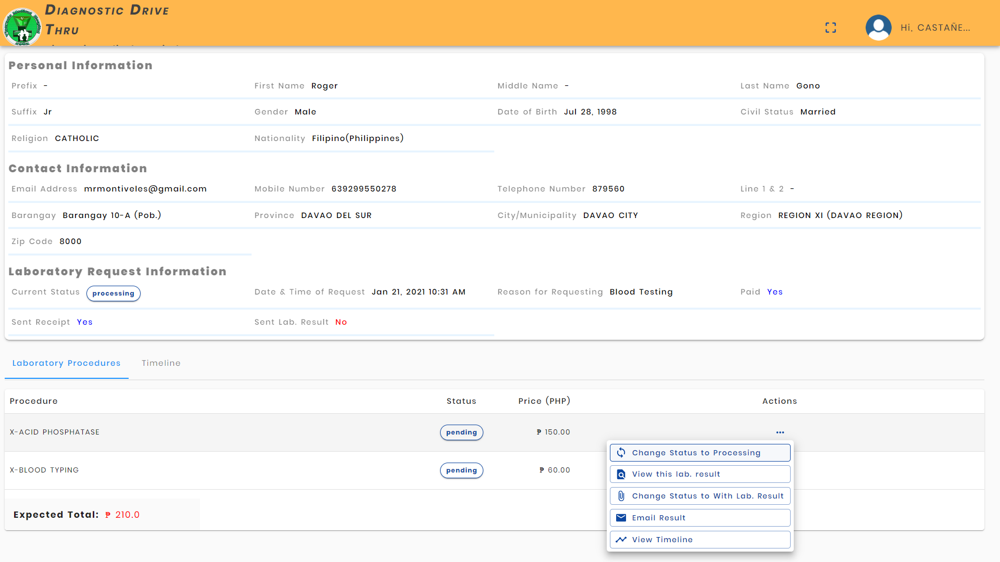 Diagnostic Drive
Thru
Hi, CASTAÑE...
Personal Information
Prefix -
First Name Roger
Middle Name -
Last Name Gono
Suffix Jr
Gender Male
Date of Birth Jul 28, 1998
Civil Status Married
Religion CATHOLIC
Nationality Filipino(Philippines)
Contact Information
Email Address mrmontiveles@gmail.com
Mobile Number 639299550278
Telephone Number 879560
Line 1 & 2 -
Barangay Barangay 10-A (Pob.)
Province DAVAO DEL SUR
City/Municipality DAVAO CITY
Region REGION XI (DAVAO REGION)
Zip Code 8000
Laboratory Request Information
Current Status processing
Date & Time of Request Jan 21, 2021 10:31 AM
Reason for Requesting Blood Testing
Paid Yes
Sent Receipt Yes
Sent Lab. Result No
Laboratory Procedures
Timeline
Procedure Status Price (PHP) Actions
X-ACID PHOSPHATASE pending ₱ 150.00
X-BLOOD TYPING pending ₱ 60.00
Expected Total: ₱ 210.0
Change Status to Processing
View this lab. result
Change Status to With Lab. Result
Email Result
View Timeline